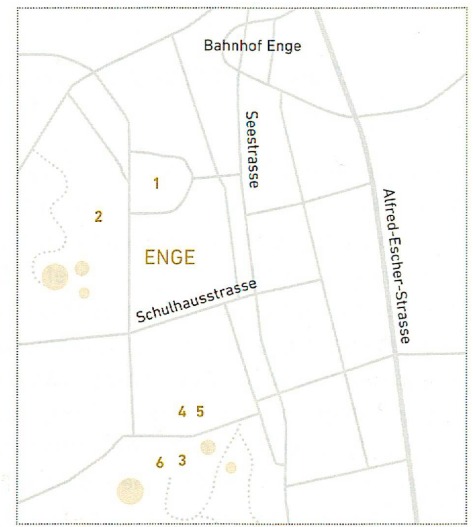 Bahnhof Enge
Seestrasse
1
Alfred-Escher-Strasse
2
ENGE
Schulhausstrasse
4 5
6 3